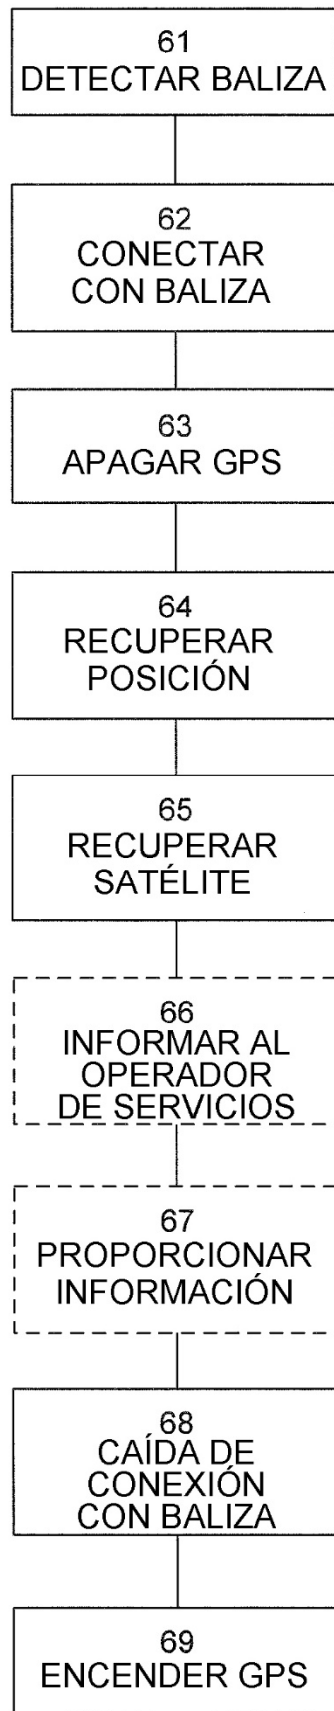 61
DETECTAR BALIZA
62
CONECTAR
CON BALIZA
63
APAGAR GPS
64
RECUPERAR
POSICIÓN
65
RECUPERAR
SATÉLITE
66
INFORMAR AL
OPERADOR
DE SERVICIOS
67
PROPORCIONAR
INFORMACIÓN
68
CAÍDA DE
CONEXIÓN
CON BALIZA
69
ENCENDER GPS